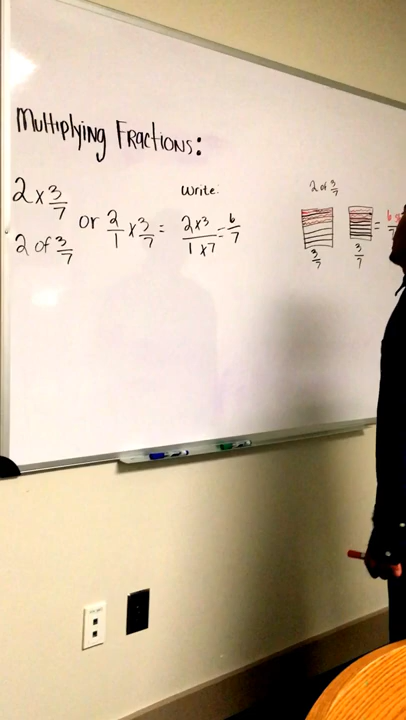 Multiplying Fractions:
2 x 3/7 or 2/1 x 3/7 =
2 of 3/7
Write:
2x3/1x7 = 6/7
2 of 3/7
3/7 3/7 = 6